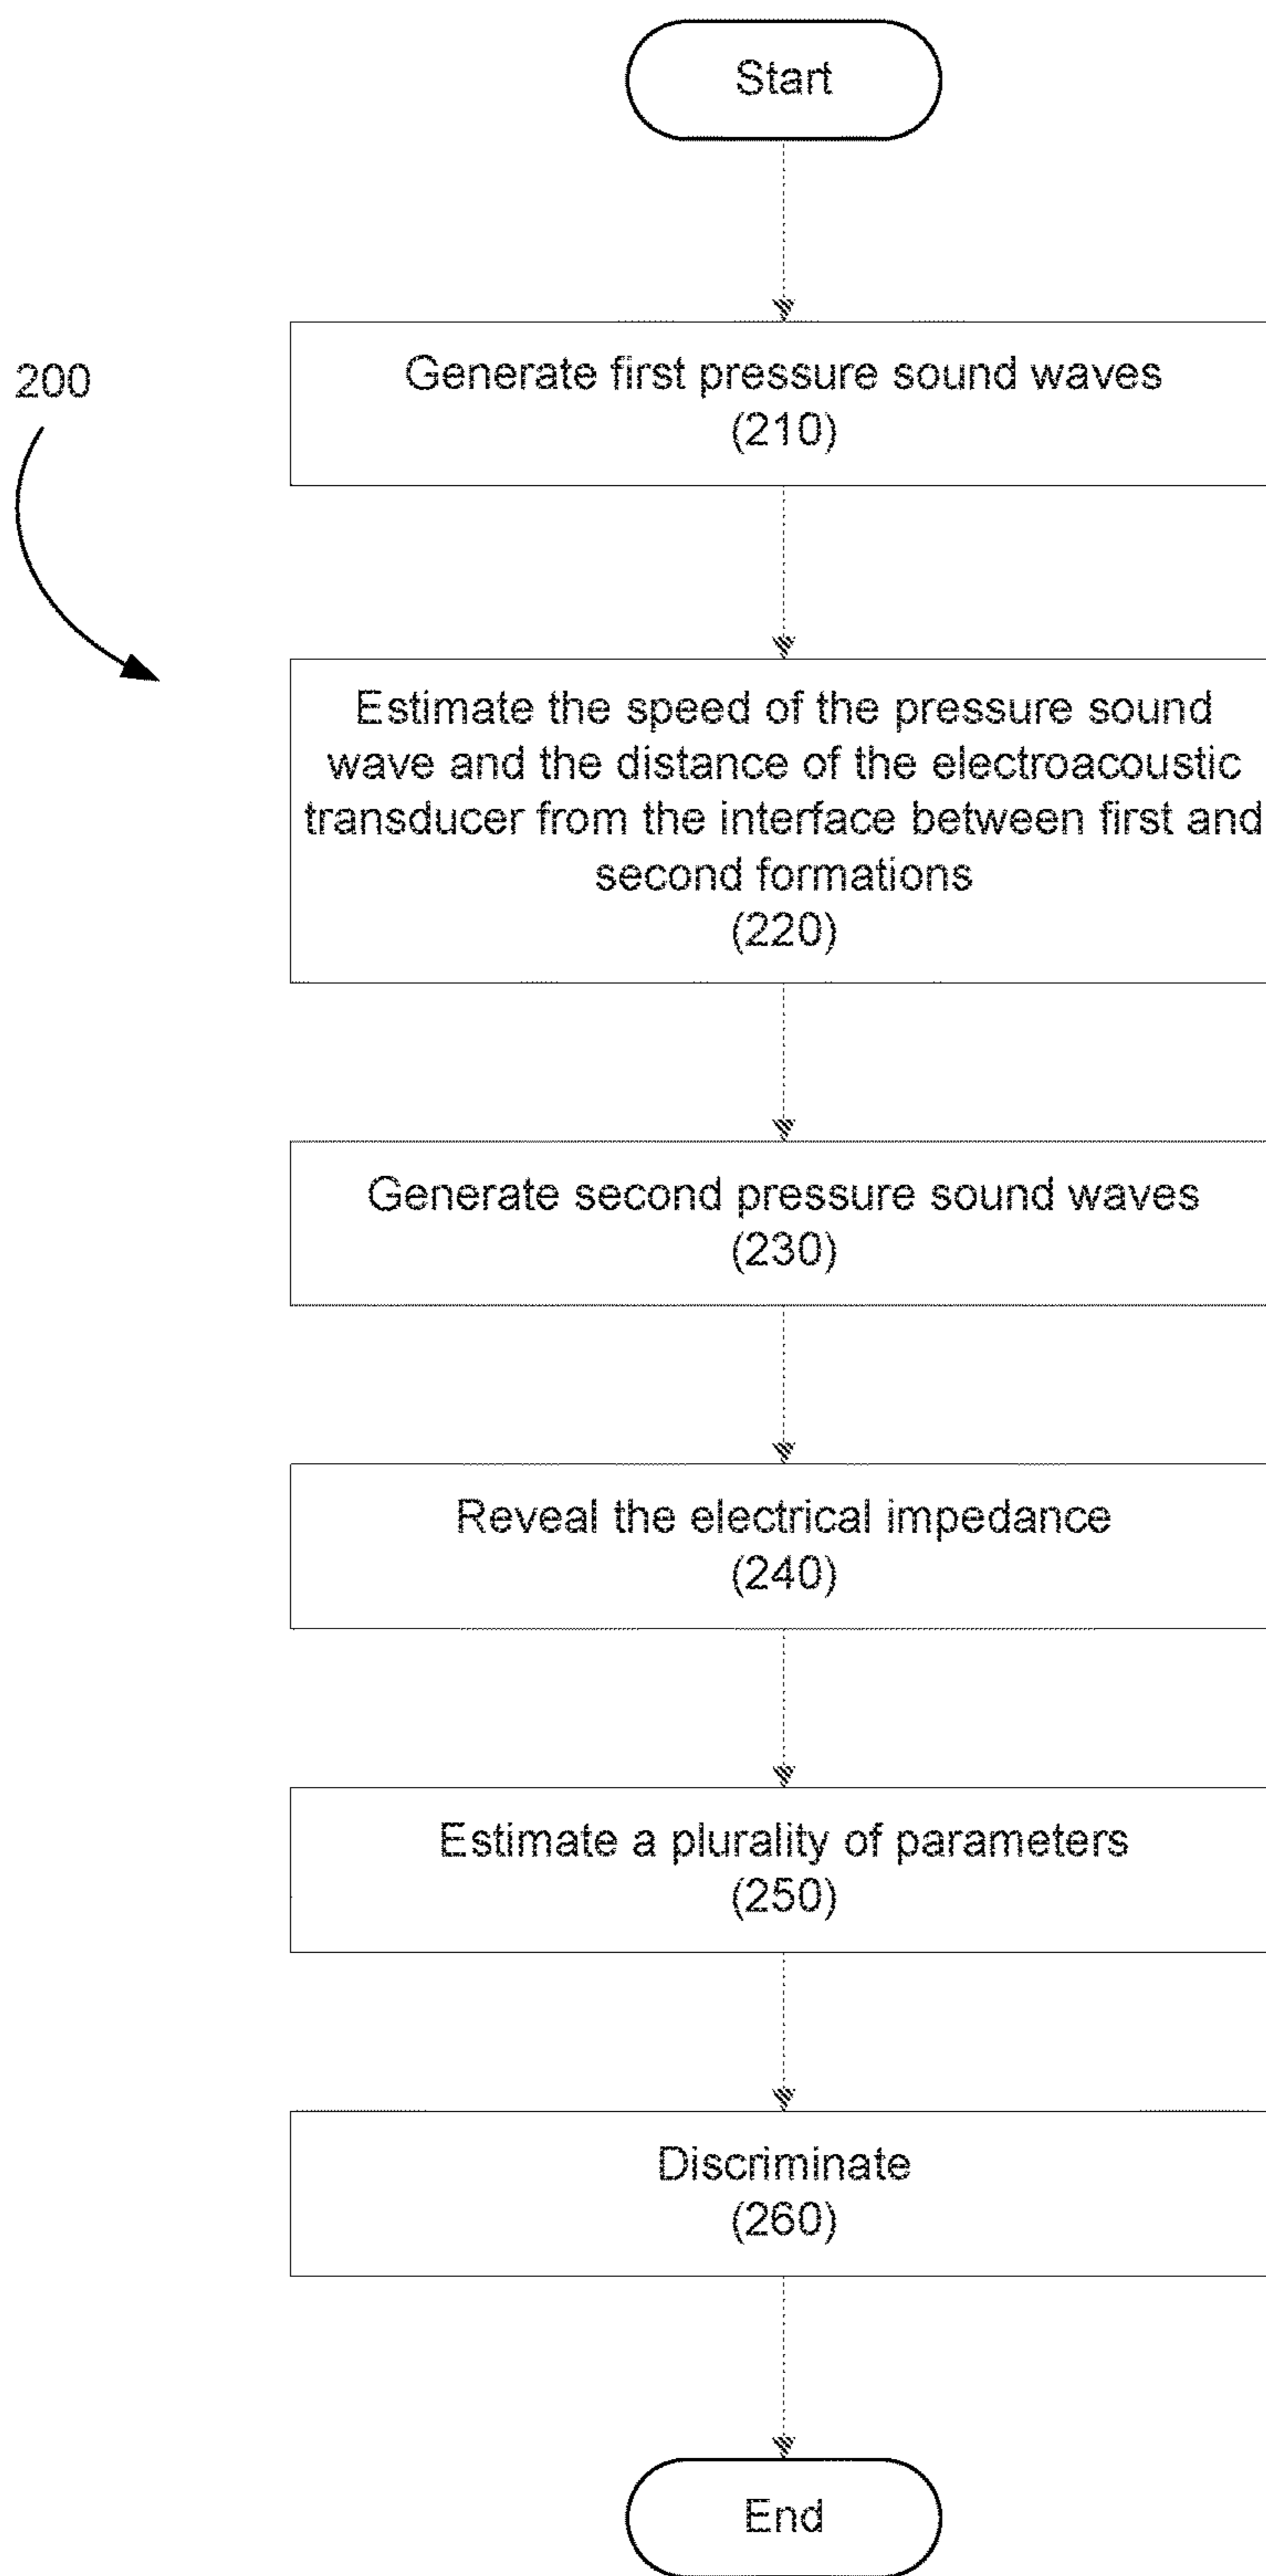 Start
200
Generate first pressure sound waves
(210)
Estimate the speed of the pressure sound
wave and the distance of the electroacoustic
transducer from the interface between first and
second formations
(220)
Generate second pressure sound waves
(230)
Reveal the electrical impedance
(240)
Estimate a plurality of parameters
(250)
Discriminate
(260)
End